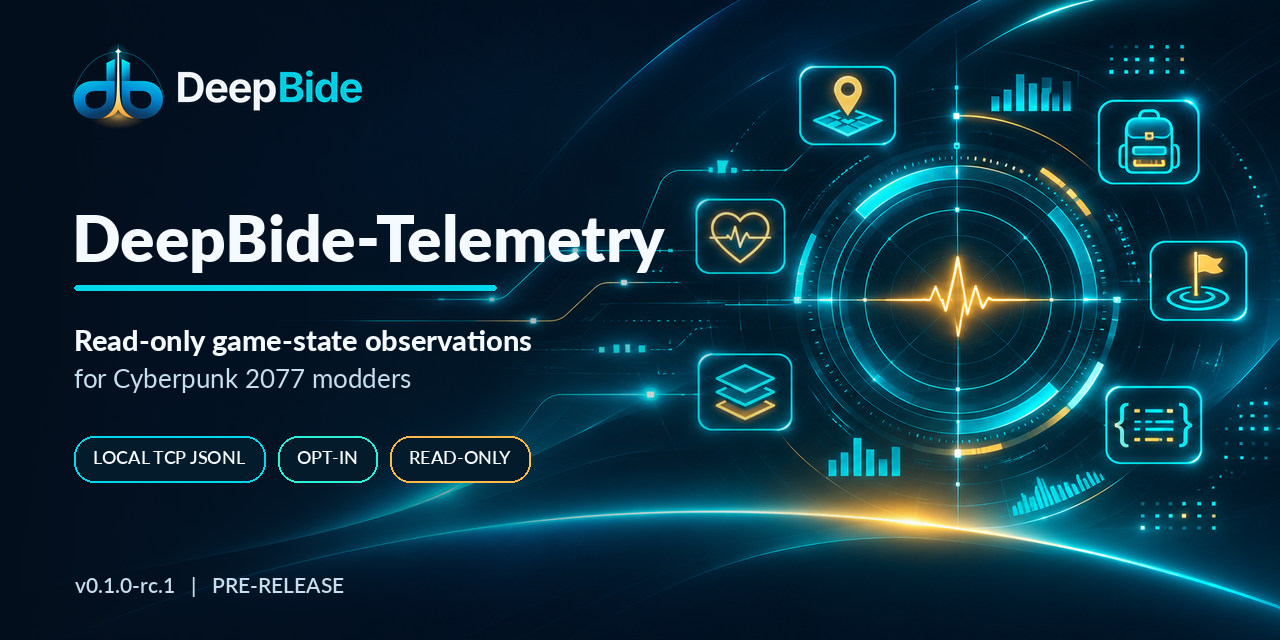 DeepBide
DeepBide-Telemetry
Read-only game-state observations
for Cyberpunk 2077 modders
LOCAL TCP JSONL
OPT-IN
READ-ONLY
v0.1.0-rc.1 | PRE-RELEASE